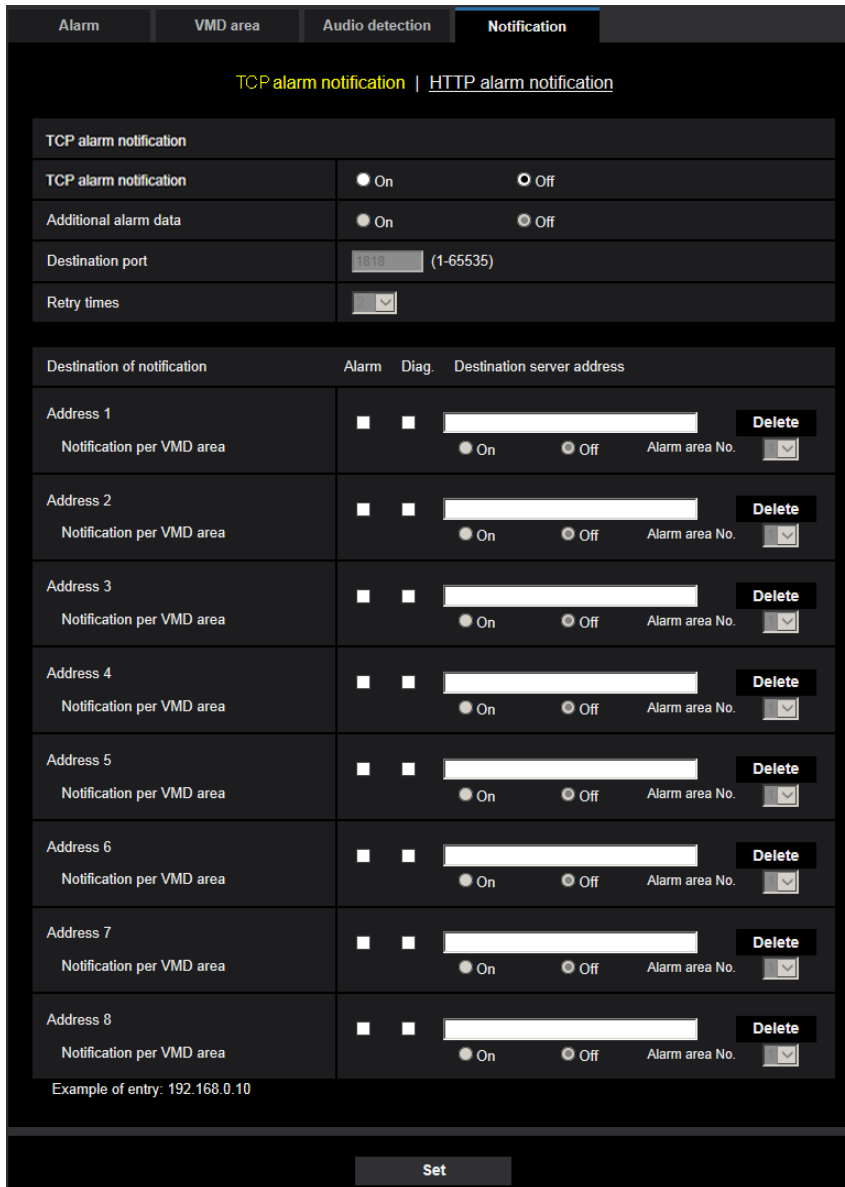 Alarm VMD area Audio detection Notification
TCP alarm notification | HTTP alarm notification
TCP alarm notification
TCP alarm notification On Off
Additional alarm data On Off
Destination port 1818 (1-65535)
Retry times 2
Destination of notification Alarm Diag. Destination server address
Address 1 Delete
Notification per VMD area On Off Alarm area No.
Address 2 Delete
Notification per VMD area On Off Alarm area No.
Address 3 Delete
Notification per VMD area On Off Alarm area No.
Address 4 Delete
Notification per VMD area On Off Alarm area No.
Address 5 Delete
Notification per VMD area On Off Alarm area No.
Address 6 Delete
Notification per VMD area On Off Alarm area No.
Address 7 Delete
Notification per VMD area On Off Alarm area No.
Address 8 Delete
Notification per VMD area On Off Alarm area No.
Example of entry: 192.168.0.10
Set